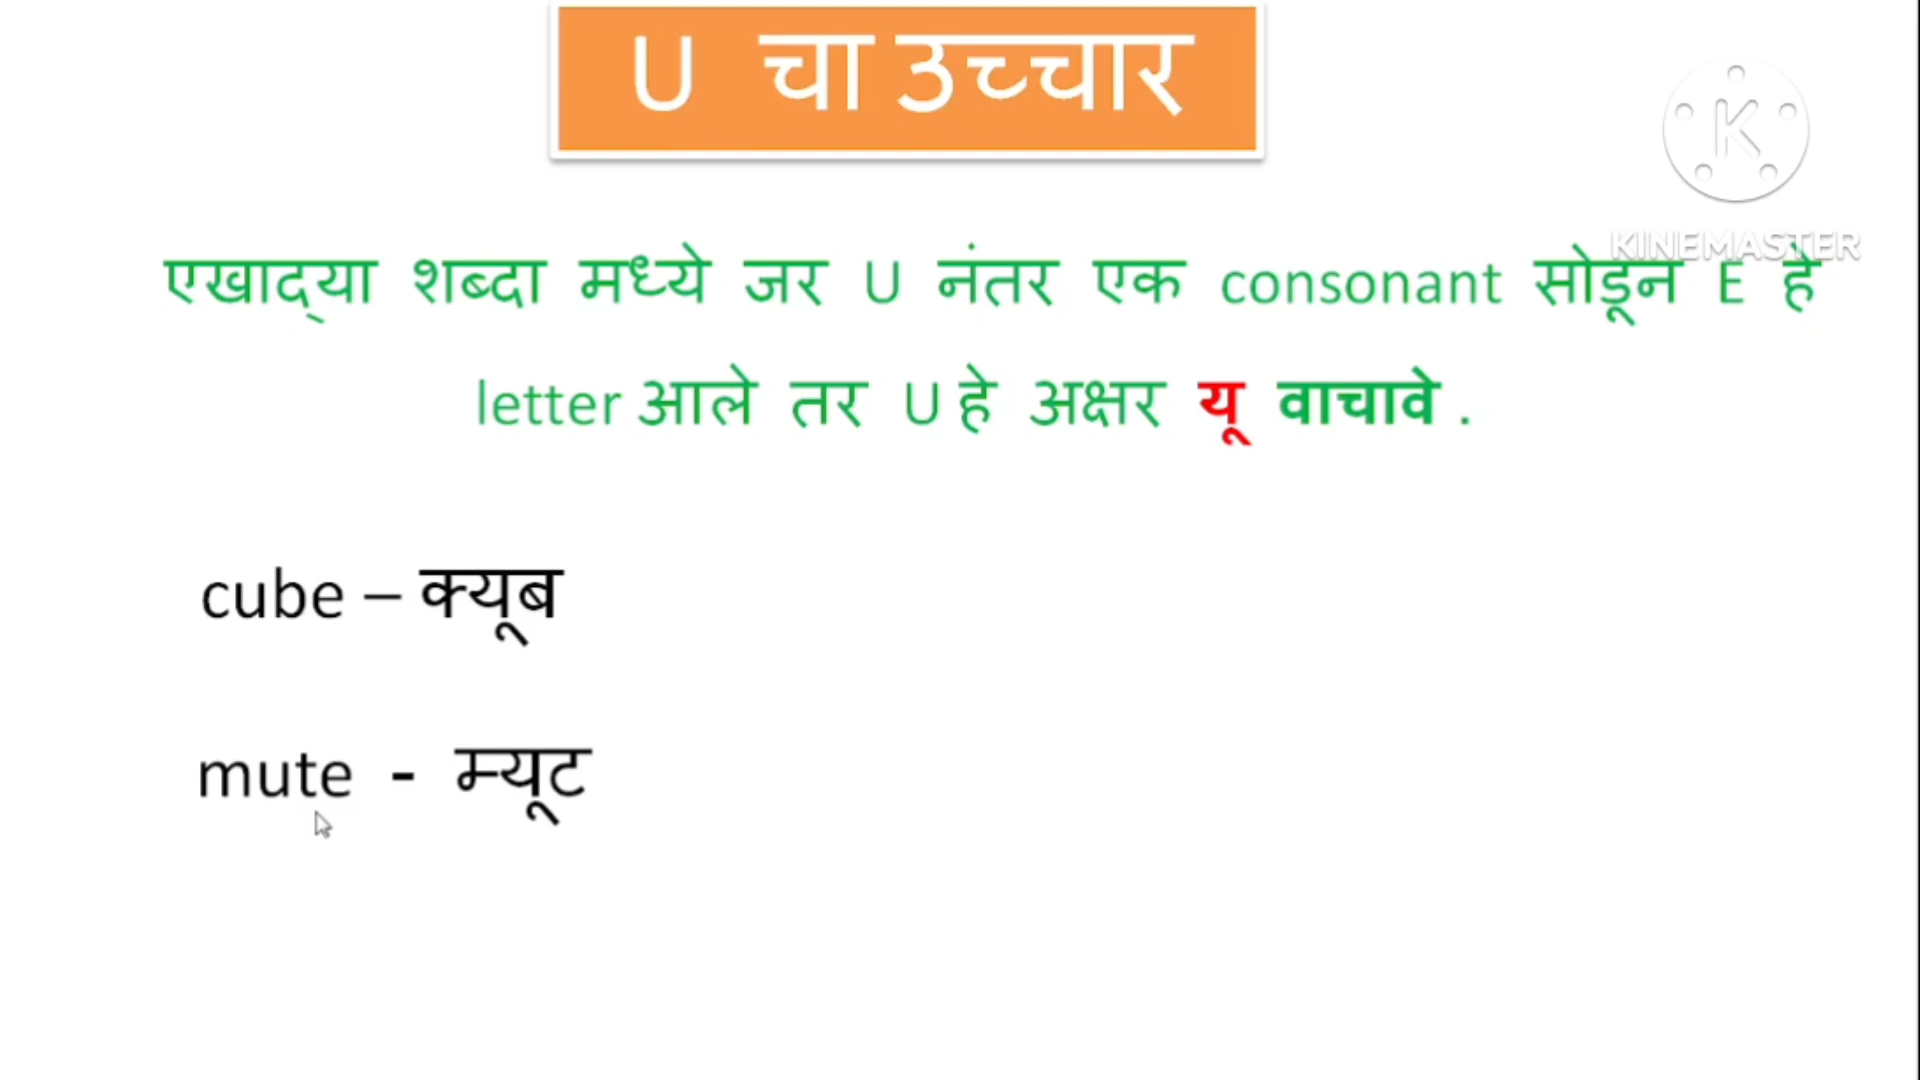 U चा उच्चार
K
KINEMASTER
एखाद्या शब्दा मध्ये जर U नंतर एक consonant सोडून E हे
letter आले तर U हे अक्षर यू वाचावे .
cube – क्यूब
mute - म्यूट